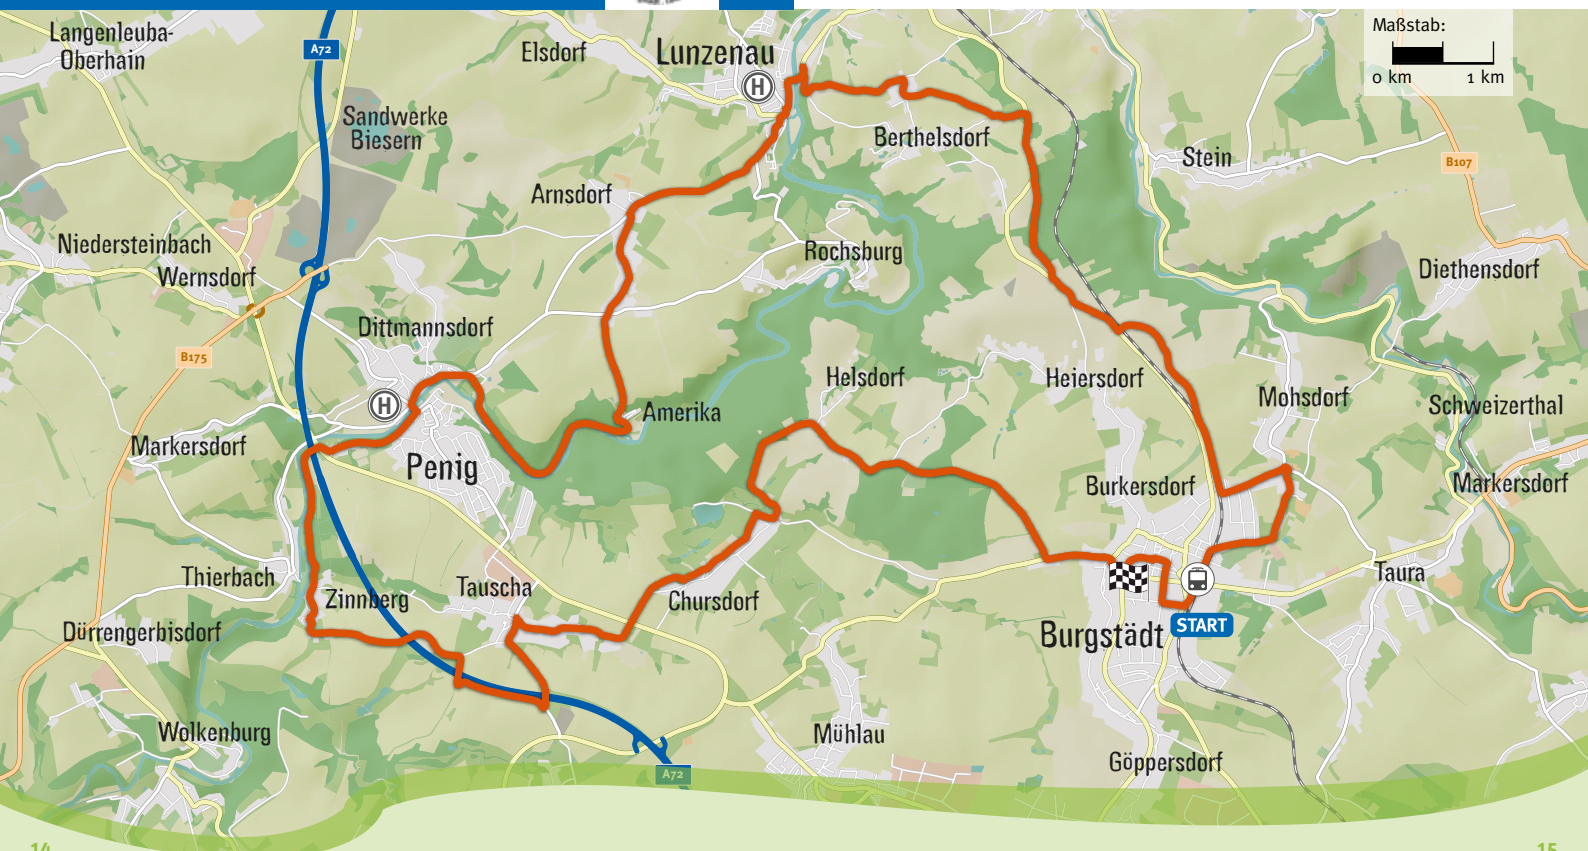 Langenleuba-
Oberhain
A72
Elsdorf
Lunzenau
H
Maßstab:
0 km 1 km
Sandwerke
Biesern
Berthelsdorf
Stein
B107
Arnsdorf
Niedersteinbach
Wernsdorf
Rochsburg
Diethensdorf
Dittmannsdorf
B175
Helsdorf
Heiersdorf
Mohsdorf
H
Amerika
Schweizerthal
Markersdorf
Penig
Burkersdorf
Markersdorf
Thierbach
Zinnberg
Tauscha
Chursdorf
Taura
Dürrengerbisdorf
Burgstädt
START
Wolkenburg
Mühlau
Göppersdorf
A72
14
15